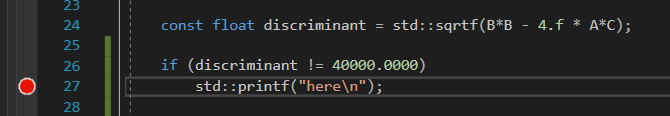 23
24 const float discriminant = std::sqrtf(B*B - 4.f * A*C);
25
26 if (discriminant != 40000.0000)
27 std::printf("here\n");
28